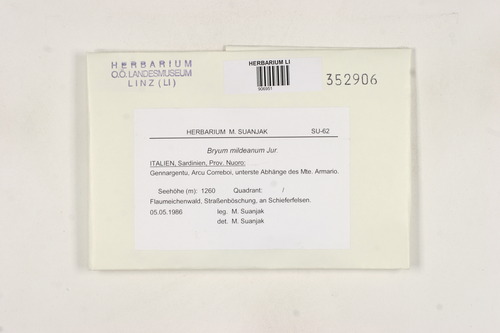 HERBARIUM
O.Ö. LANDESMUSEUM
LINZ (LI)
HERBARIUM LI
352906
HERBARIUM M. SUANJAK SU-62
Bryum mildeanum Jur.
ITALIEN, Sardinien, Prov. Nuoro:
Gennargentu, Arcu Correboi, unterste Abhänge des Mte. Armario.
Seehöhe (m): 1260 Quadrant: /
Flaumeichenwald, Straßenböschung, an Schieferfelsen.
05.05.1986 leg. M. Suanjak
det. M. Suanjak